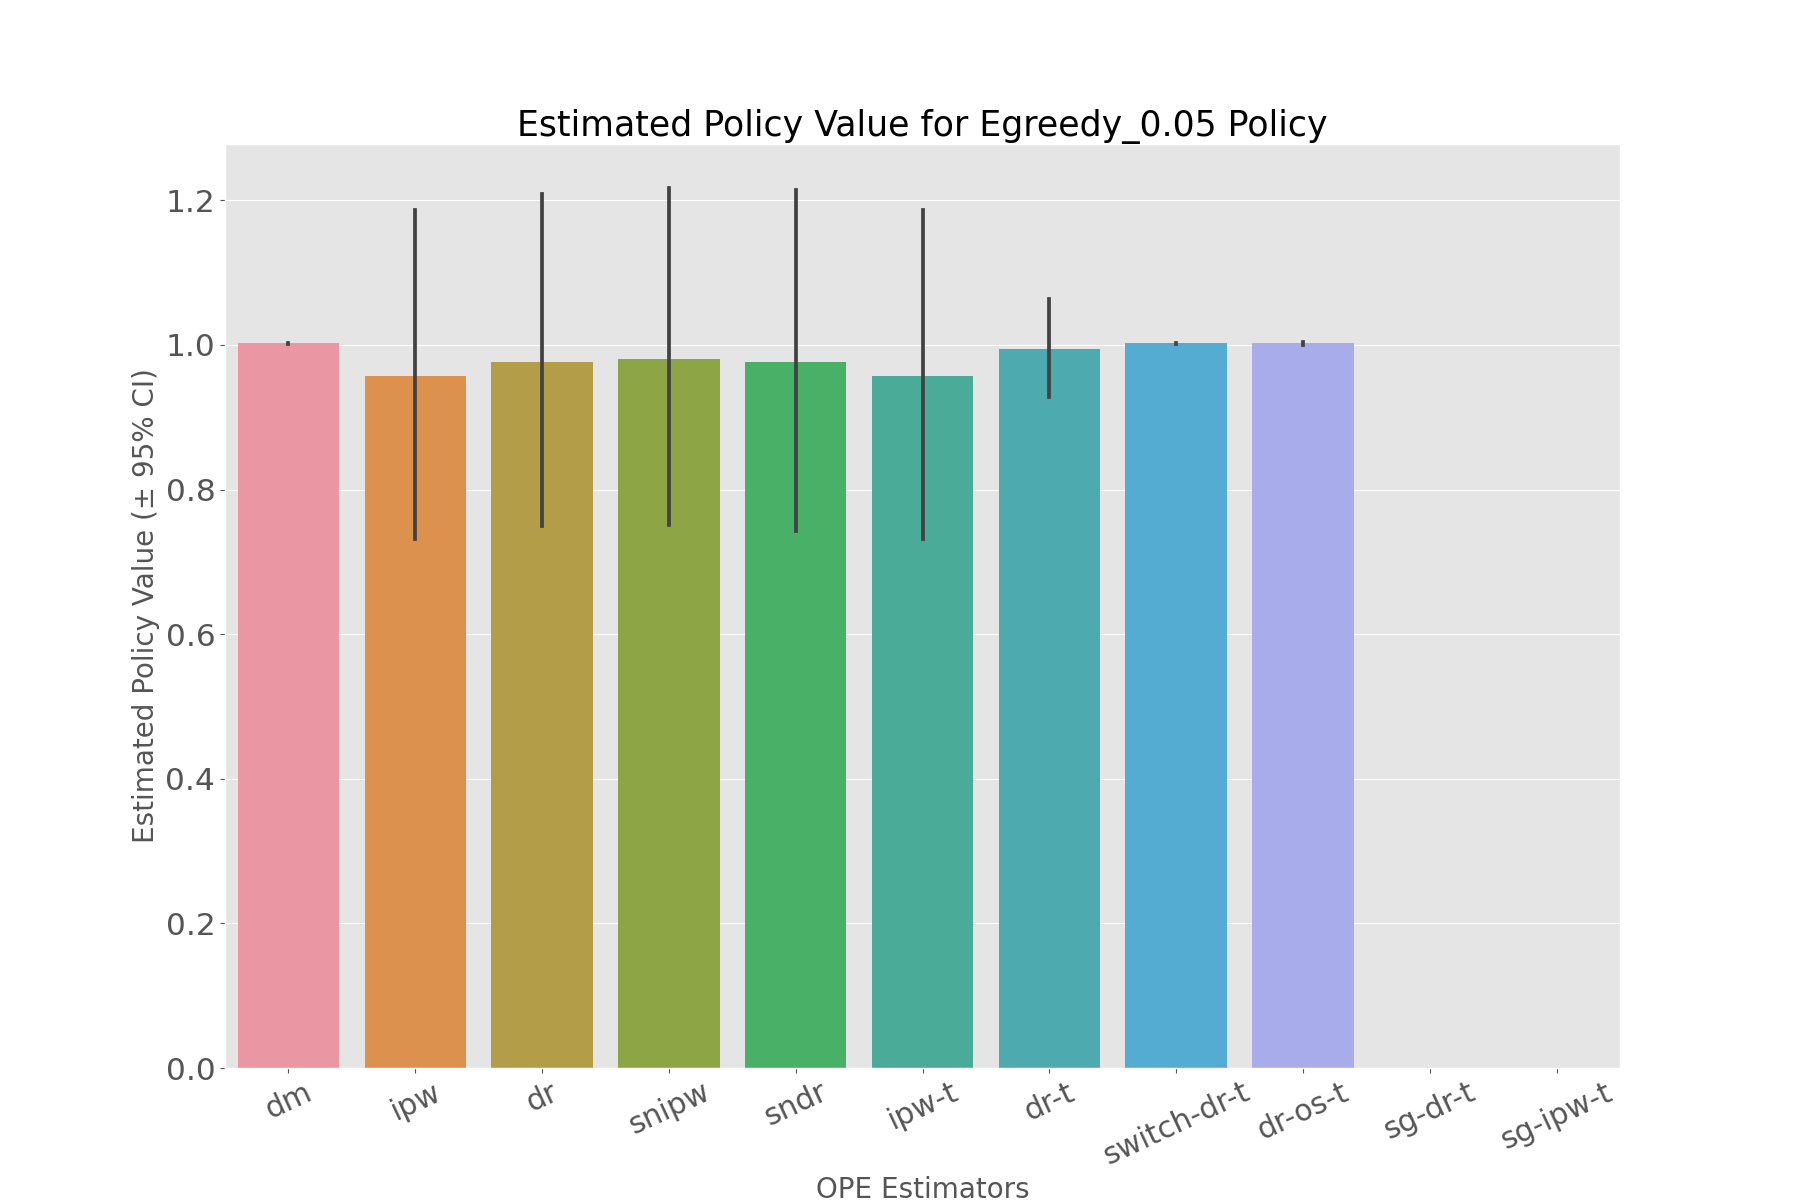 Estimated Policy Value for Egreedy_0.05 Policy
Estimated Policy Value (± 95% CI)
1.2
1.0
0.8
0.6
0.4
0.2
0.0
dm
ipw
dr
snipw
sndr
ipw-t
dr-t
switch-dr-t
dr-os-t
sg-dr-t
sg-ipw-t
OPE Estimators